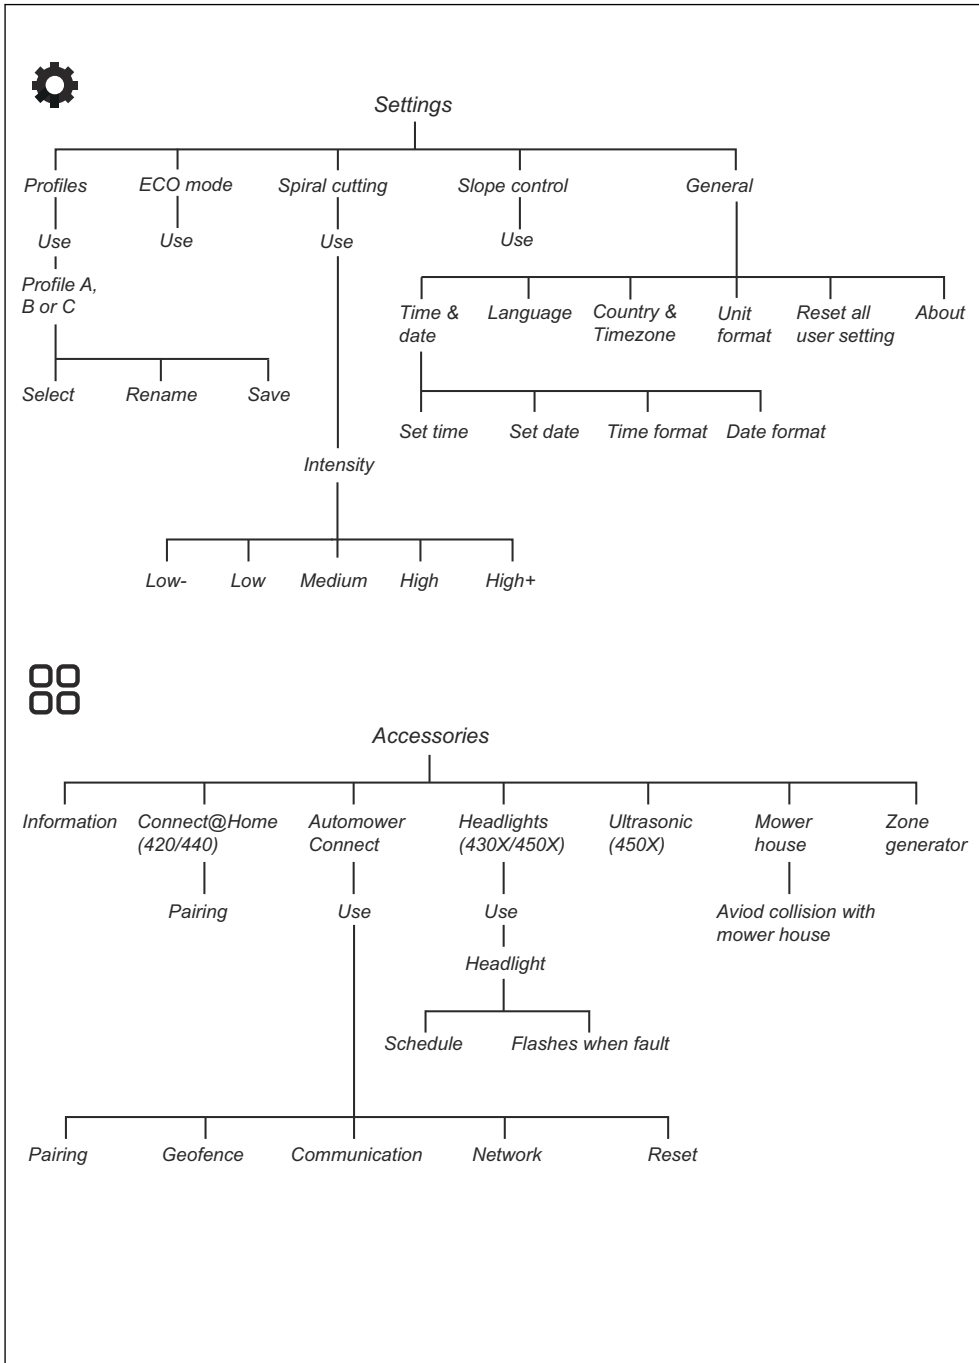 Settings
Profiles ECO mode Spiral cutting Slope control General
Use Use Use Use
Profile A,
B or C
Time & Language Country & Unit Reset all About
date Timezone format user setting
Select Rename Save
Set time Set date Time format Date format
Intensity
Low- Low Medium High High+
Accessories
Information Connect@Home Automower Headlights Ultrasonic Mower Zone
(420/440) Connect (430X/450X) (450X) house generator
Pairing Use Use Aviod collision with
mower house
Headlight
Schedule Flashes when fault
Pairing Geofence Communication Network Reset